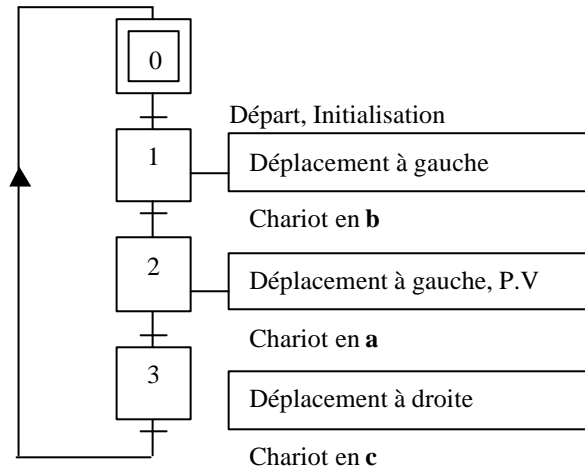 0
Départ, Initialisation
1
Déplacement à gauche
Chariot en b
2
Déplacement à gauche, P.V
Chariot en a
3
Déplacement à droite
Chariot en c